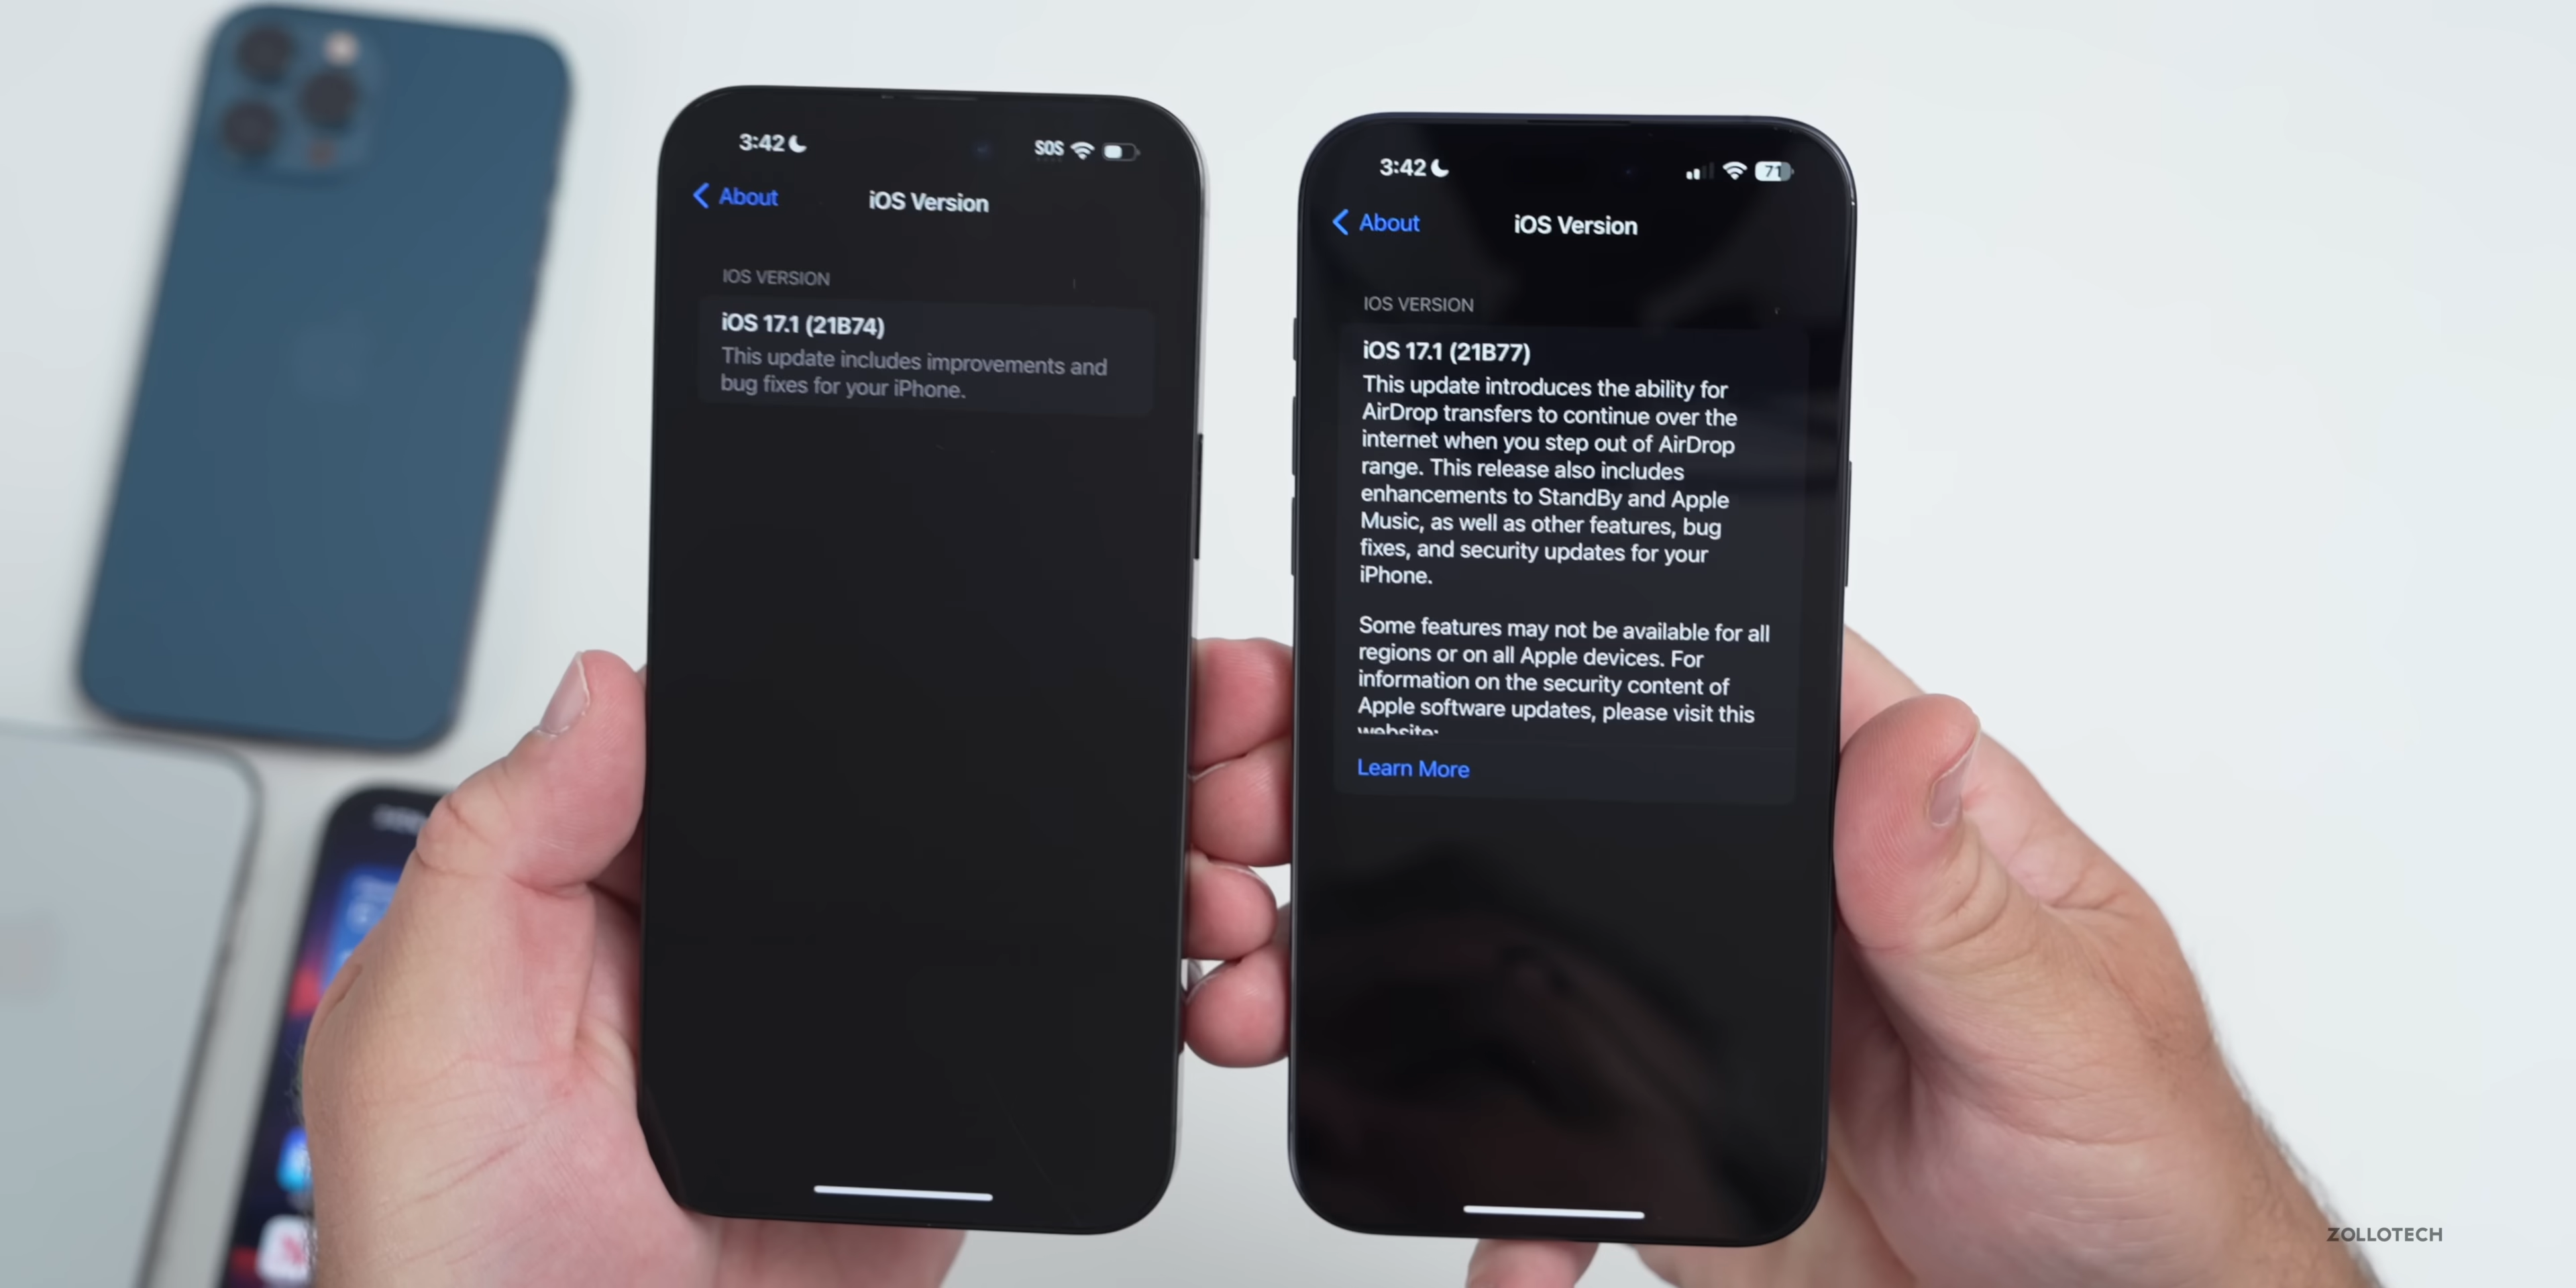 3:42
SOS
About
iOS Version
IOS VERSION
iOS 17.1 (21B74)
This update includes improvements and
bug fixes for your iPhone.
3:42
71
About
iOS Version
IOS VERSION
iOS 17.1 (21B77)
This update introduces the ability for
AirDrop transfers to continue over the
internet when you step out of AirDrop
range. This release also includes
enhancements to StandBy and Apple
Music, as well as other features, bug
fixes, and security updates for your
iPhone.
Some features may not be available for all
regions or on all Apple devices. For
information on the security content of
Apple software updates, please visit this
website:
Learn More
ZOLLOTECH